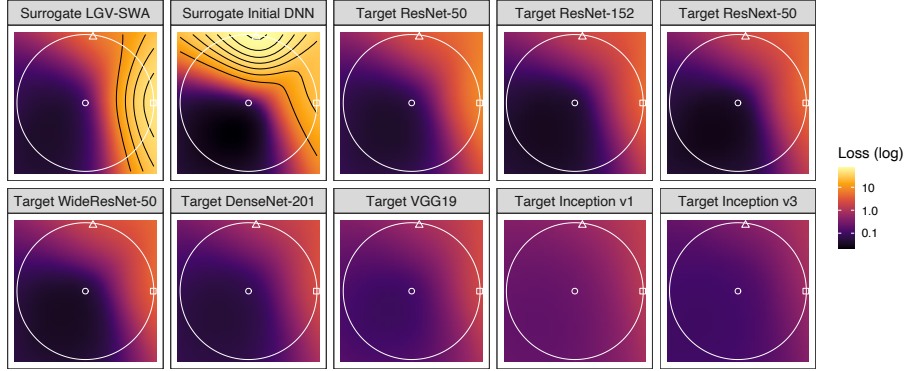 Surrogate LGV-SWA
Surrogate Initial DNN
Target ResNet-50
Target ResNet-152
Target ResNext-50
Loss (log)
10
1.0
0.1
Target WideResNet-50
Target DenseNet-201
Target VGG19
Target Inception v1
Target Inception v3